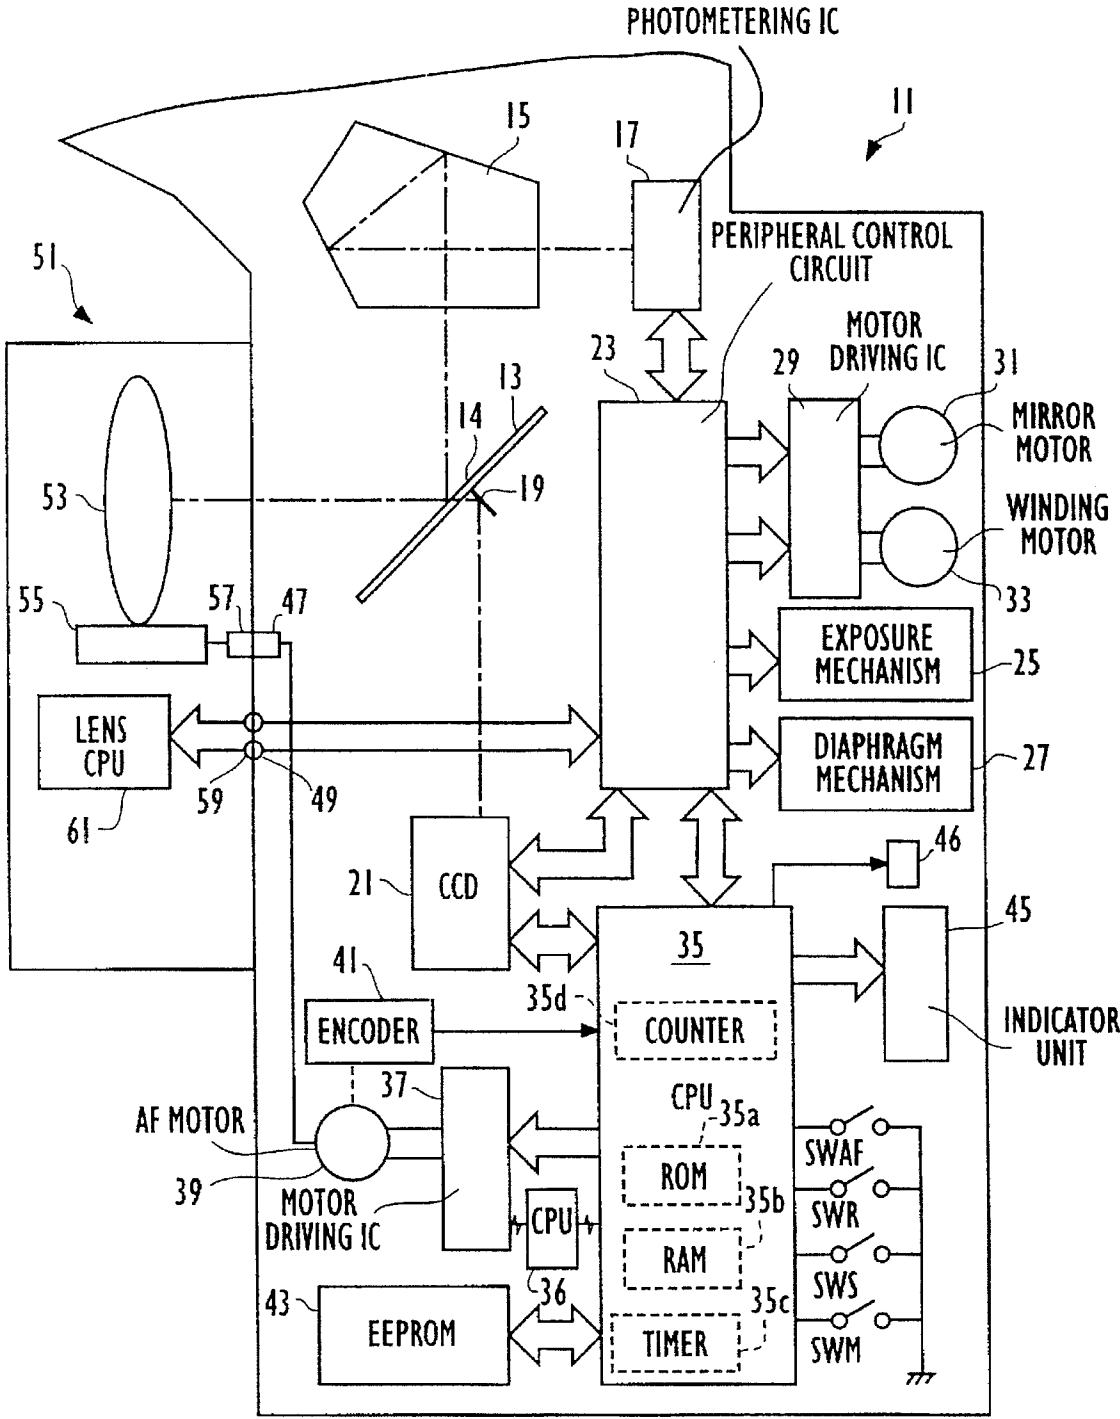 PHOTOMETERING IC
11
15
17
PERIPHERAL CONTROL
CIRCUIT
51
MOTOR
DRIVING IC
23
29
31
13
14
MIRROR
MOTOR
53
19
WINDING
MOTOR
55
57
47
33
EXPOSURE
MECHANISM
25
LENS
CPU
DIAPHRAGM
MECHANISM
27
59
49
61
46
21
CCD
45
35
41
35d
ENCODER
COUNTER
INDICATOR
UNIT
37
CPU
35a
AF MOTOR
SWAF
39
ROM
MOTOR
DRIVING IC
CPU
35b
SWR
RAM
36
SWS
43
35c
EEPROM
TIMER
SWM